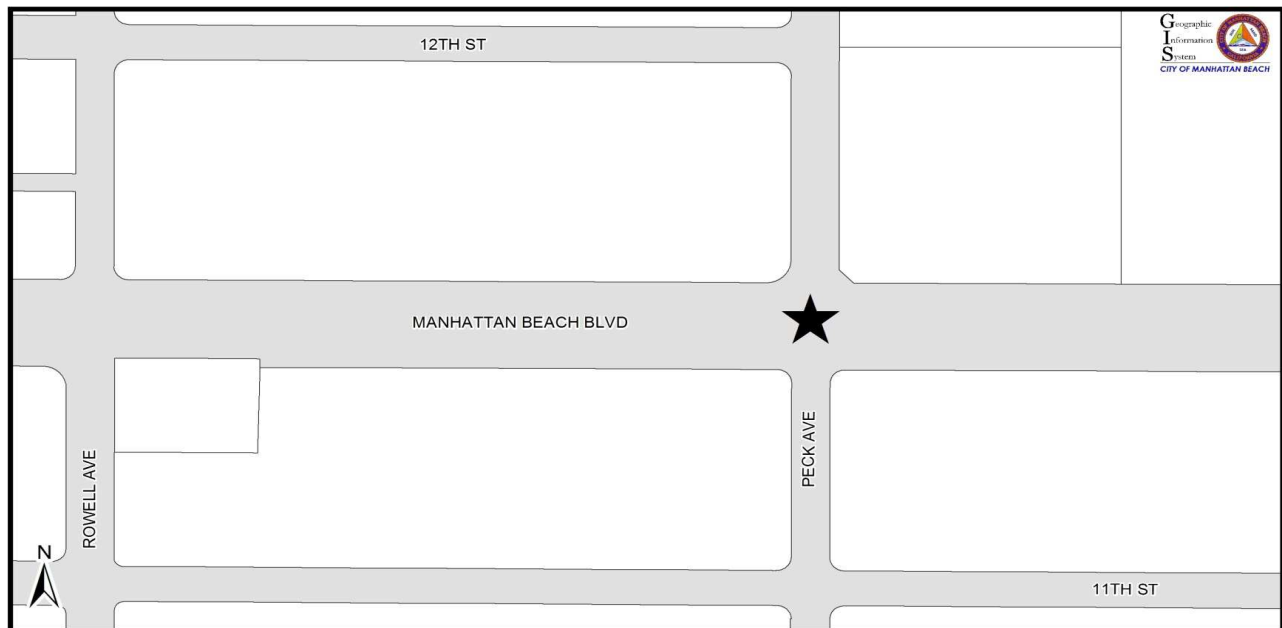 12TH ST
Geographic
Information
System
CITY OF MANHATTAN BEACH
MANHATTAN BEACH BLVD
PECK AVE
ROWELL AVE
N
11TH ST